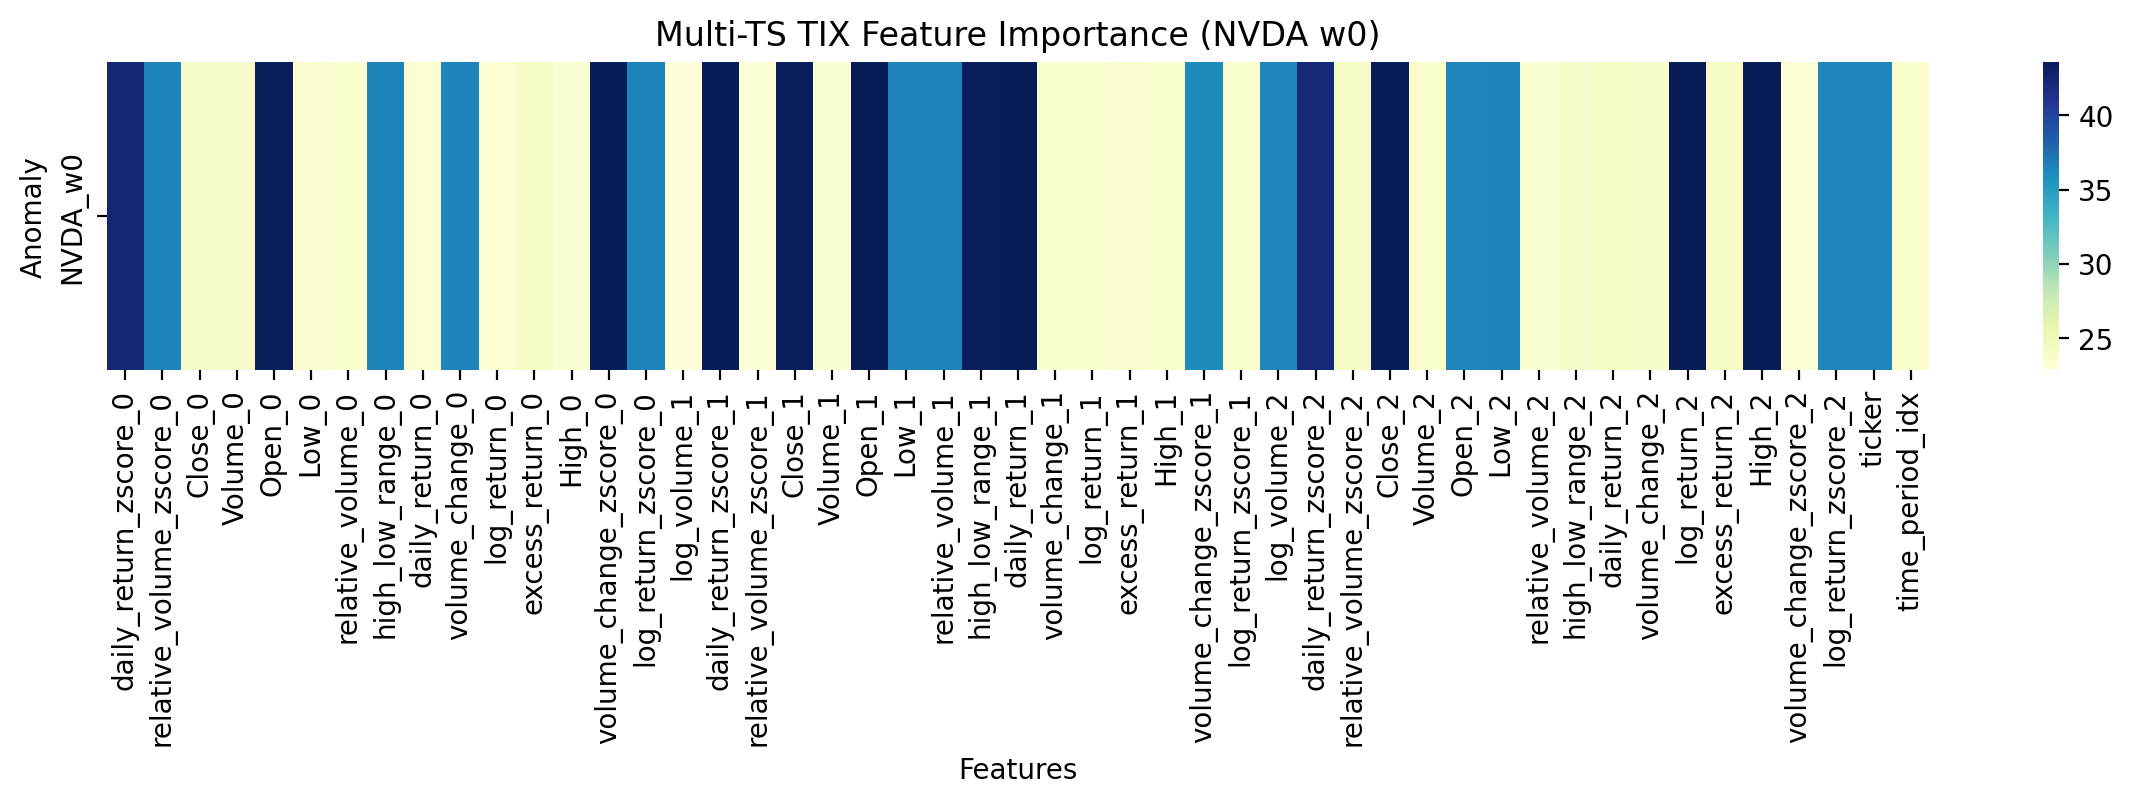 Multi-TS TIX Feature Importance (NVDA w0)
Anomaly
NVDA_w0
40
35
30
25
daily_return_zscore_0
relative_volume_zscore_0
Close_0
Volume_0
Open_0
Low_0
relative_volume_0
high_low_range_0
daily_return_0
volume_change_0
log_return_0
excess_return_0
High_0
volume_change_zscore_0
log_return_zscore_0
log_volume_1
daily_return_zscore_1
relative_volume_zscore_1
Close_1
Volume_1
Open_1
Low_1
relative_volume_1
high_low_range_1
daily_return_1
volume_change_1
log_return_1
excess_return_1
High_1
volume_change_zscore_1
log_return_zscore_1
log_volume_2
daily_return_zscore_2
relative_volume_zscore_2
Close_2
Volume_2
Open_2
Low_2
relative_volume_2
high_low_range_2
daily_return_2
volume_change_2
log_return_2
excess_return_2
High_2
volume_change_zscore_2
log_return_zscore_2
ticker
time_period_idx
Features